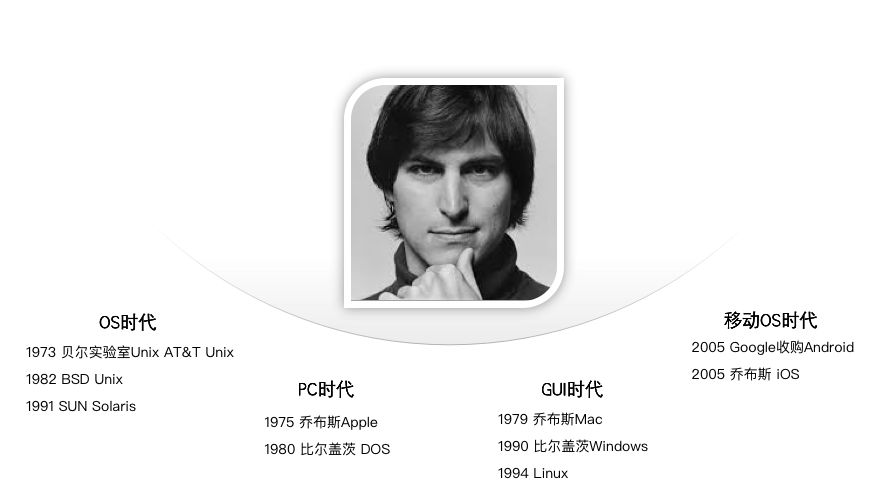 OS时代
1973 贝尔实验室Unix AT&T Unix
1982 BSD Unix
1991 SUN Solaris
PC时代
1975 乔布斯Apple
1980 比尔盖茨 DOS
GUI时代
1979 乔布斯Mac
1990 比尔盖茨Windows
1994 Linux
移动OS时代
2005 Google收购Android
2005 乔布斯 iOS